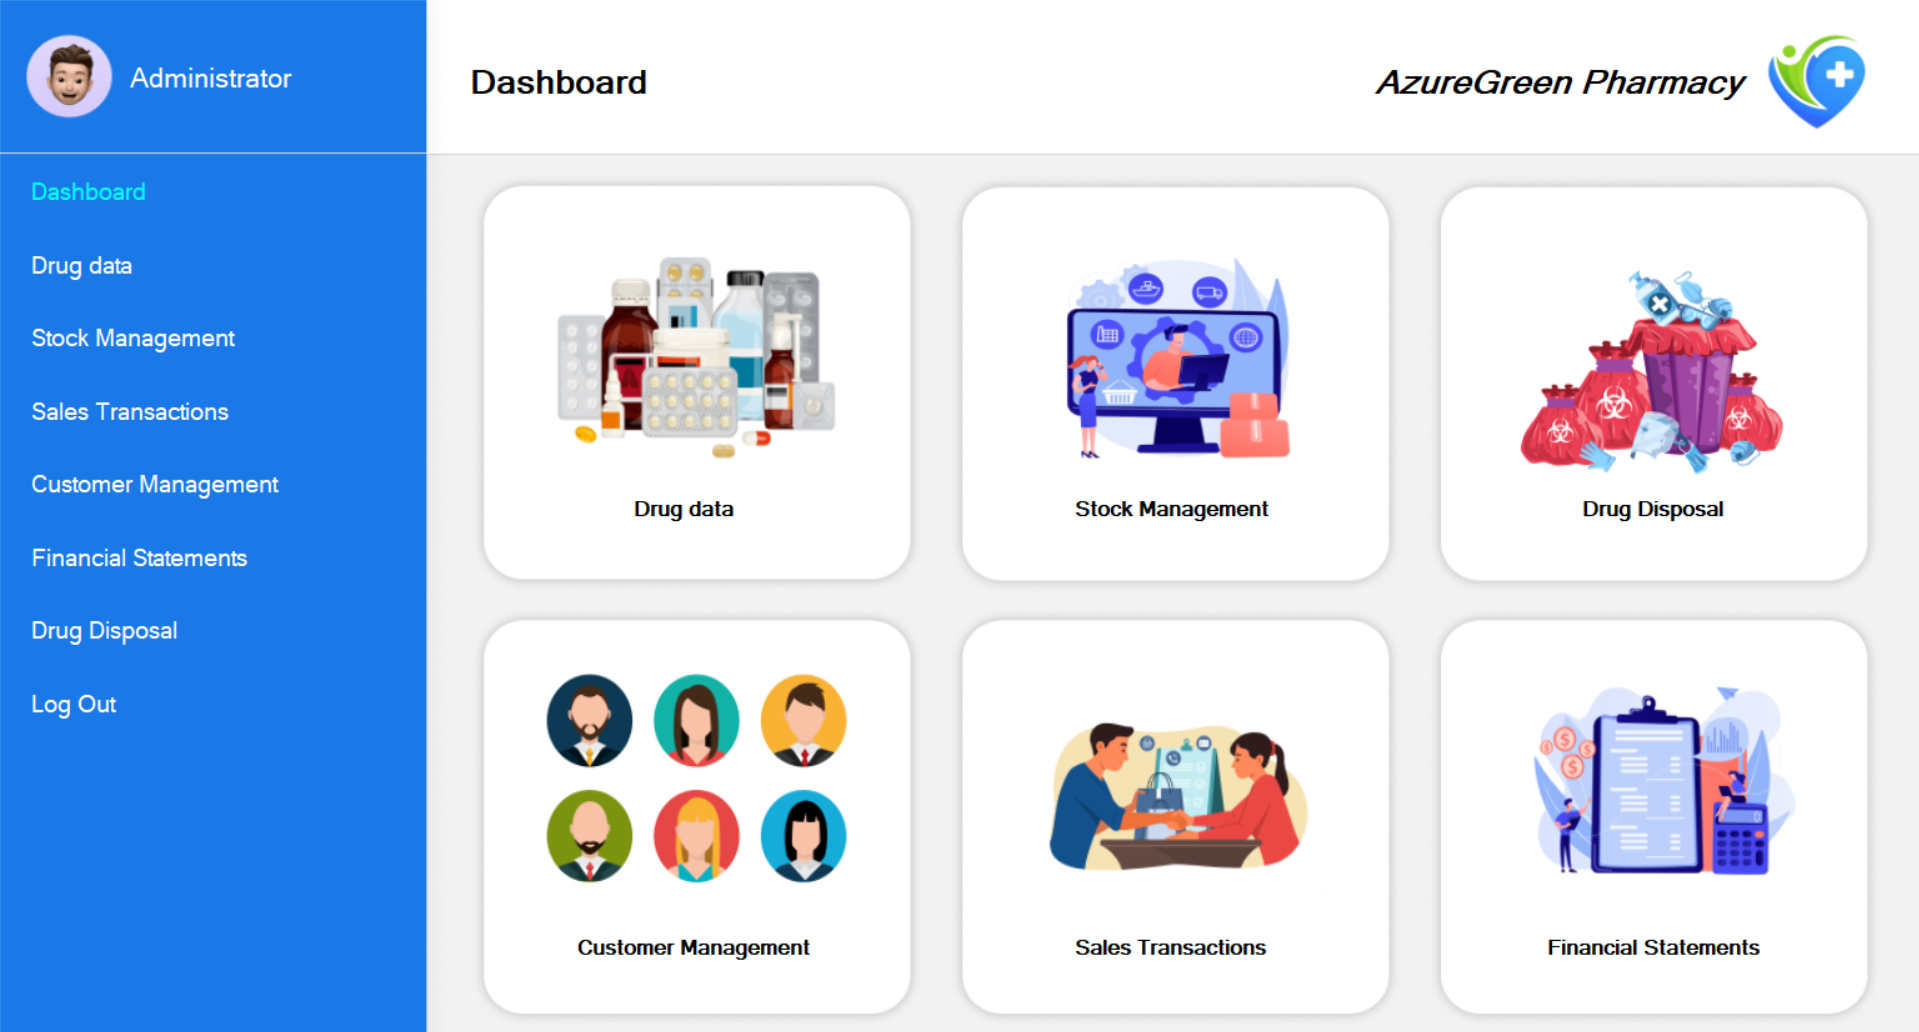 Administrator
Dashboard
AzureGreen Pharmacy
Dashboard
Drug data
Stock Management
Sales Transactions
Customer Management
Financial Statements
Drug Disposal
Log Out
Drug data
Stock Management
Drug Disposal
Customer Management
Sales Transactions
Financial Statements